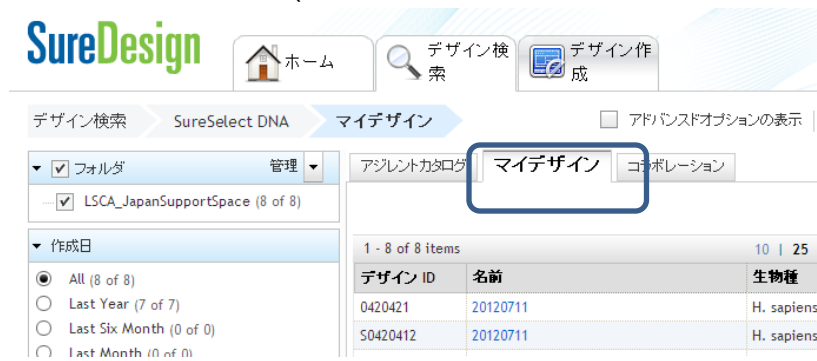 SureDesign
ホーム
デザイン検
索
デザイン作
成
デザイン検索 SureSelect DNA マイデザイン アドバンスドオプションの表示
フォルダ 管理
LSCA_JapanSupportSpace (8 of 8)
作成日
All (8 of 8)
Last Year (7 of 7)
Last Six Month (0 of 0)
Last Month (0 of 0)
アジレントカタログ マイデザイン コラボレーション
1 - 8 of 8 items 10 | 25
デザイン ID 名前 生物種
0420421 20120711 H. sapiens
S0420412 20120711 H. sapiens